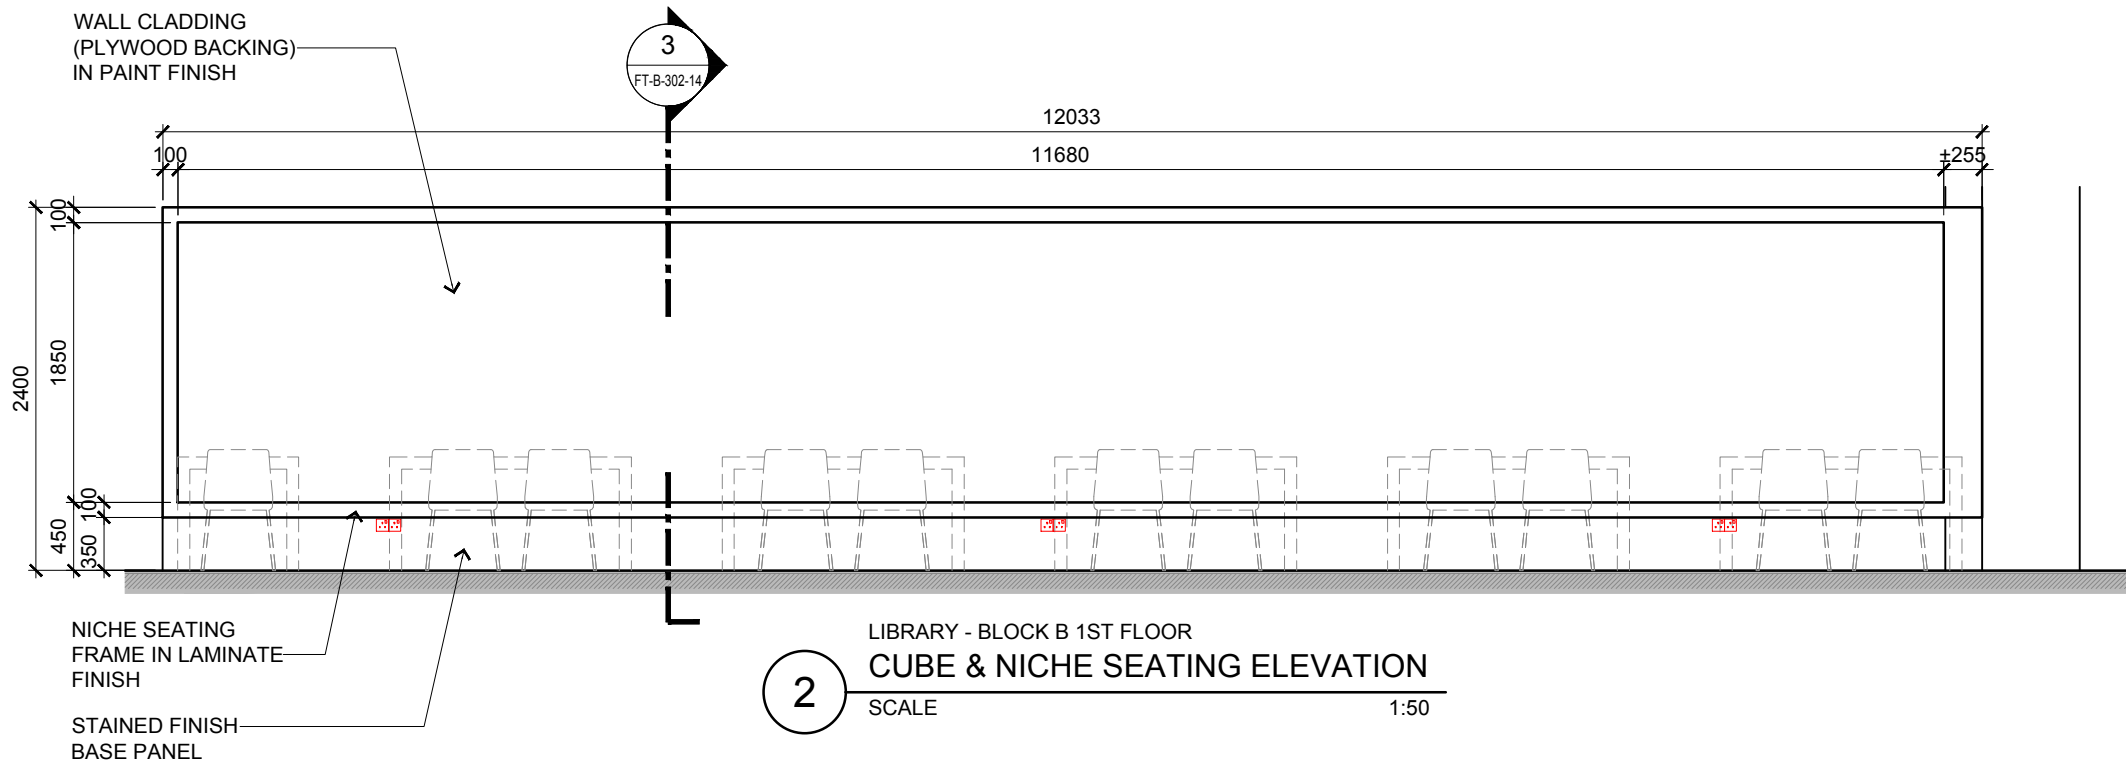 WALL CLADDING
(PLYWOOD BACKING)
IN PAINT FINISH
3
FT-B-302-14
12033
100
11680
±255
100
1850
2400
100
450
350
NICHE SEATING
FRAME IN LAMINATE
FINISH
STAINED FINISH
BASE PANEL
LIBRARY - BLOCK B 1ST FLOOR
2
CUBE & NICHE SEATING ELEVATION
SCALE 1:50